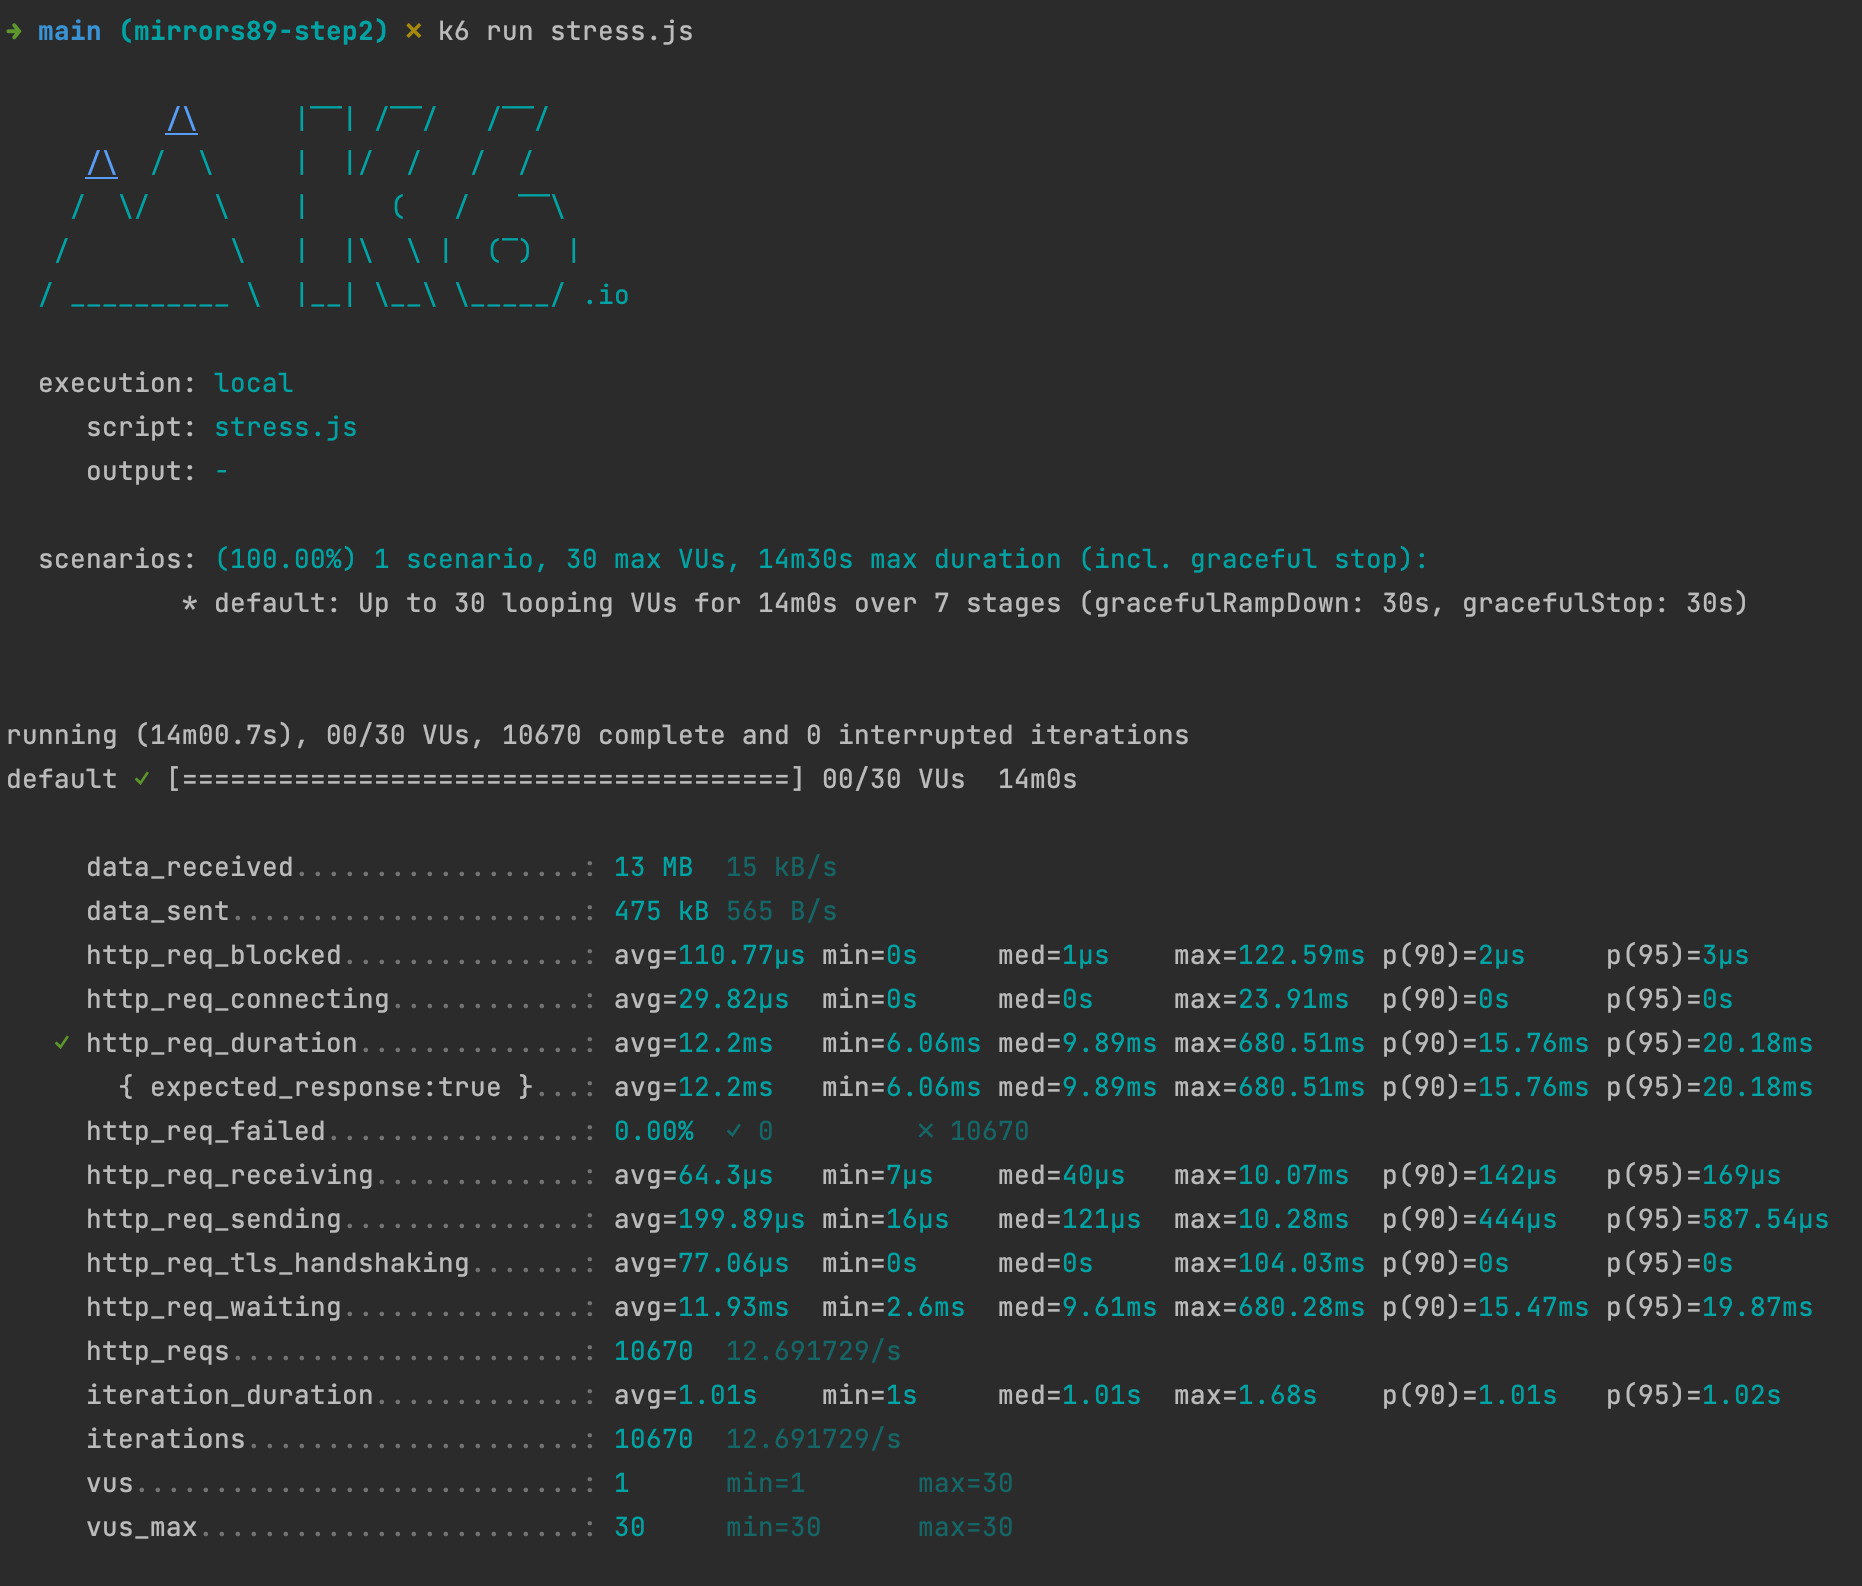 ➜ main (mirrors89-step2) ✗ k6 run stress.js
         /\      |‾‾| /‾‾/   /‾‾/
    /\  /  \     |  |/  /   /  /
   /  \/    \    |     (   /   ‾‾\
  /          \   |  |\  \ |  (‾)  |
 / __________ \  |__| \__\ \_____/ .io
execution: local
script: stress.js
output: -
scenarios: (100.00%) 1 scenario, 30 max VUs, 14m30s max duration (incl. graceful stop):
* default: Up to 30 looping VUs for 14m0s over 7 stages (gracefulRampDown: 30s, gracefulStop: 30s)
running (14m00.7s), 00/30 VUs, 10670 complete and 0 interrupted iterations
default ✓ [======================================] 00/30 VUs  14m0s
data_received..................: 13 MB  15 kB/s
data_sent......................: 475 kB 565 B/s
http_req_blocked...............: avg=110.77µs min=0s     med=1µs    max=122.59ms p(90)=2µs     p(95)=3µs
http_req_connecting............: avg=29.82µs  min=0s     med=0s     max=23.91ms  p(90)=0s      p(95)=0s
✓ http_req_duration..............: avg=12.2ms   min=6.06ms med=9.89ms max=680.51ms p(90)=15.76ms p(95)=20.18ms
{ expected_response:true }...: avg=12.2ms   min=6.06ms med=9.89ms max=680.51ms p(90)=15.76ms p(95)=20.18ms
http_req_failed................: 0.00%  ✓ 0         ✗ 10670
http_req_receiving.............: avg=64.3µs   min=7µs    med=40µs   max=10.07ms  p(90)=142µs   p(95)=169µs
http_req_sending...............: avg=199.89µs min=16µs   med=121µs  max=10.28ms  p(90)=444µs   p(95)=587.54µs
http_req_tls_handshaking.......: avg=77.06µs  min=0s     med=0s     max=104.03ms p(90)=0s      p(95)=0s
http_req_waiting...............: avg=11.93ms  min=2.6ms  med=9.61ms max=680.28ms p(90)=15.47ms p(95)=19.87ms
http_reqs......................: 10670  12.691729/s
iteration_duration.............: avg=1.01s    min=1s     med=1.01s  max=1.68s    p(90)=1.01s   p(95)=1.02s
iterations.....................: 10670  12.691729/s
vus............................: 1      min=1       max=30
vus_max........................: 30     min=30      max=30